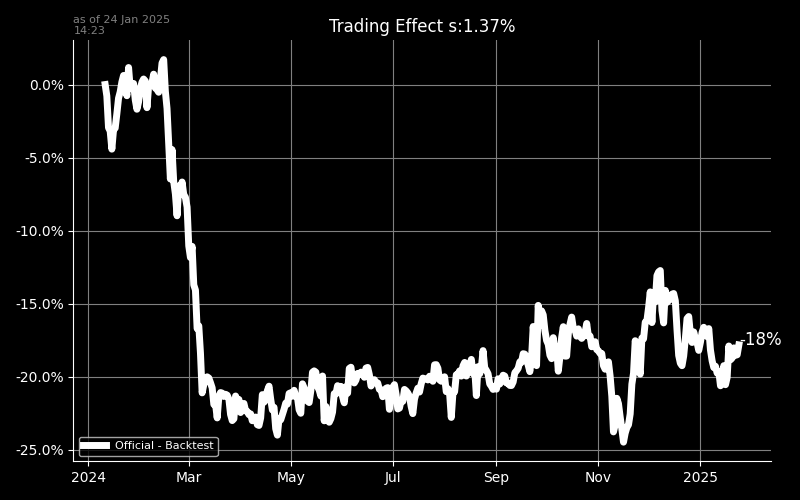 as of 24 Jan 2025
14:23
Trading Effect s:1.37%
0.0%
-5.0%
-10.0%
-15.0%
-20.0%
-25.0%
-18%
Official - Backtest
2024 Mar May Jul Sep Nov 2025